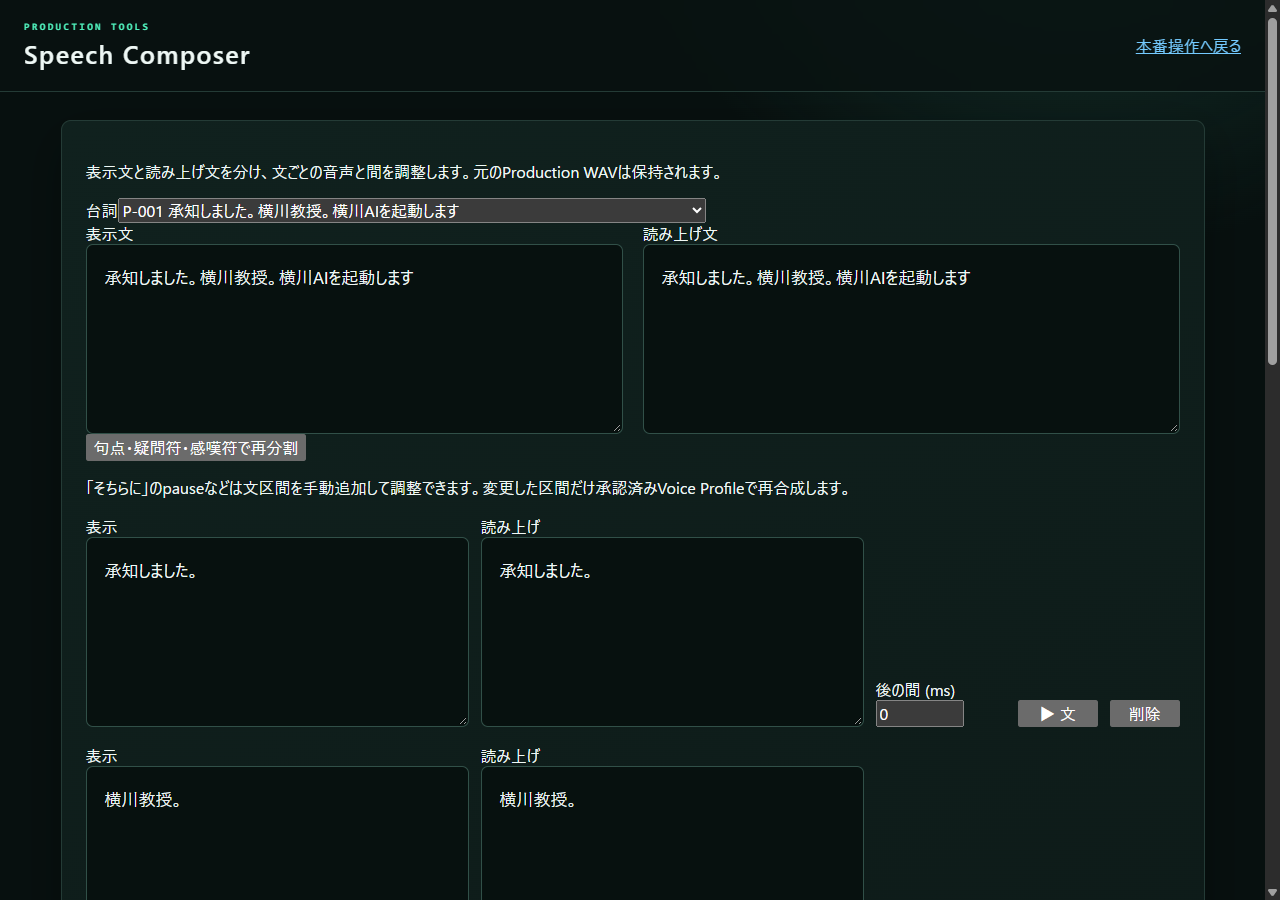 PRODUCTION TOOLS
Speech Composer
本番操作へ戻る
表示文と読み上げ文を分け、文ごとの音声と間を調整します。元のProduction WAVは保持されます。
台詞 P-001 承知しました。横川教授。横川AIを起動します
表示文
読み上げ文
承知しました。横川教授。横川AIを起動します
承知しました。横川教授。横川AIを起動します
句点・疑問符・感嘆符で再分割
「そちらに」のpauseなどは文区間を手動追加して調整できます。変更した区間だけ承認済みVoice Profileで再合成します。
表示
読み上げ
承知しました。
承知しました。
後の間 (ms)
0
▶ 文
削除
表示
読み上げ
横川教授。
横川教授。